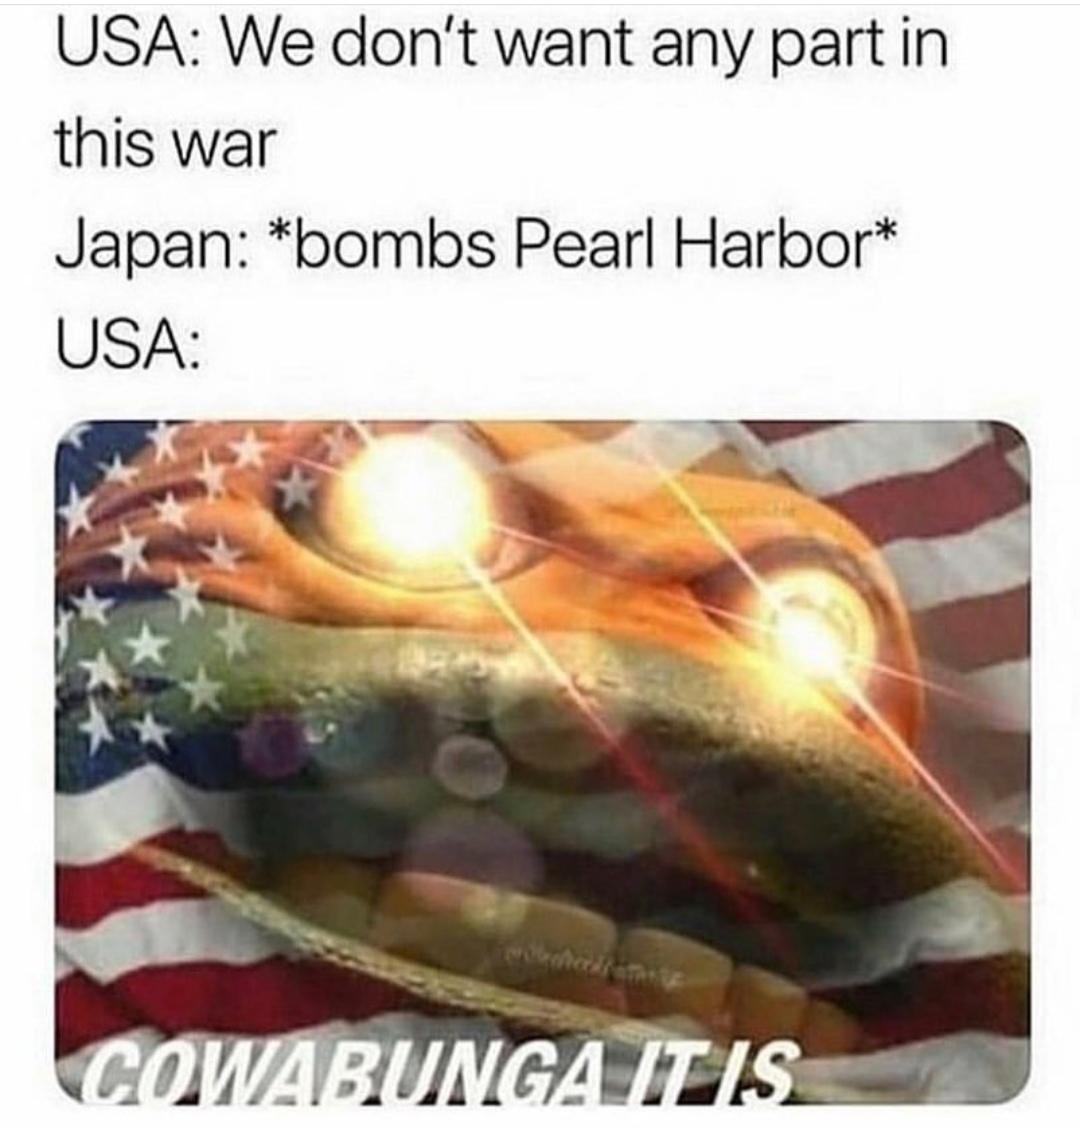 USA: We don't want any part in
this war
Japan: *bombs Pearl Harbor*
USA:
COWABUNGA IT IS